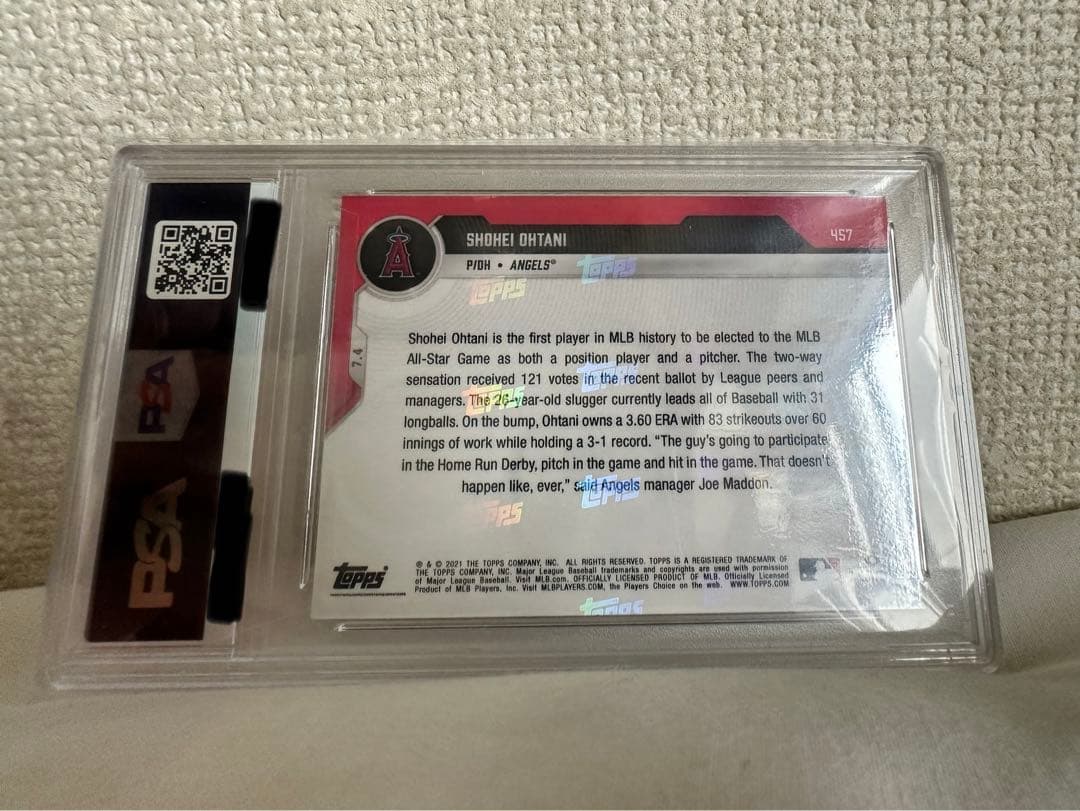 SHOHEI OHTANI
457
P/DH • ANGELS®
A
7.4
Shohei Ohtani is the first player in MLB history to be elected to the MLB
All-Star Game as both a position player and a pitcher. The two-way
sensation received 121 votes in the recent ballot by League peers and
managers. The 26-year-old slugger currently leads all of Baseball with 31
longballs. On the bump, Ohtani owns a 3.60 ERA with 83 strikeouts over 60
innings of work while holding a 3-1 record. “The guy's going to participate
in the Home Run Derby, pitch in the game and hit in the game. That doesn't
happen like, ever,” said Angels manager Joe Maddon.
topps
® & © 2021 THE TOPPS COMPANY, INC. ALL RIGHTS RESERVED. TOPPS IS A REGISTERED TRADEMARK OF
THE TOPPS COMPANY, INC. Major League Baseball trademarks and copyrights are used with permission
of Major League Baseball. Visit MLB.com. OFFICIALLY LICENSED PRODUCT OF MLB. Officially Licensed
Product of MLB Players, Inc. Visit MLBPLAYERS.COM, the Players Choice on the web. WWW.TOPPS.COM
PSA
PSA
topps
topps
topps
topps
topps
topps
topps